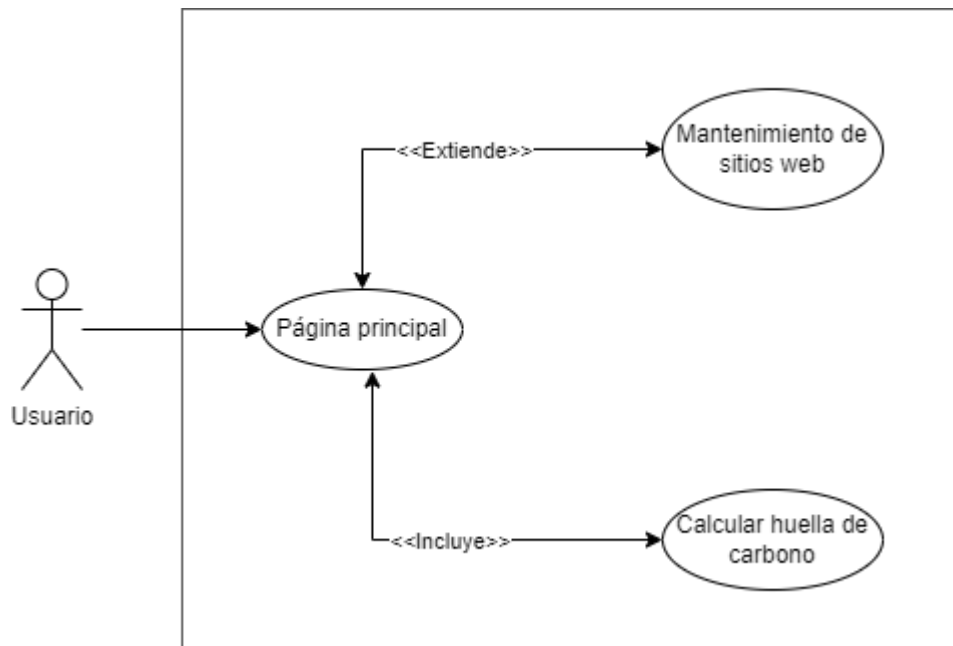 Mantenimiento de
sitios web
<<Extiende>>
Página principal
Usuario
<<Incluye>>
Calcular huella de
carbono